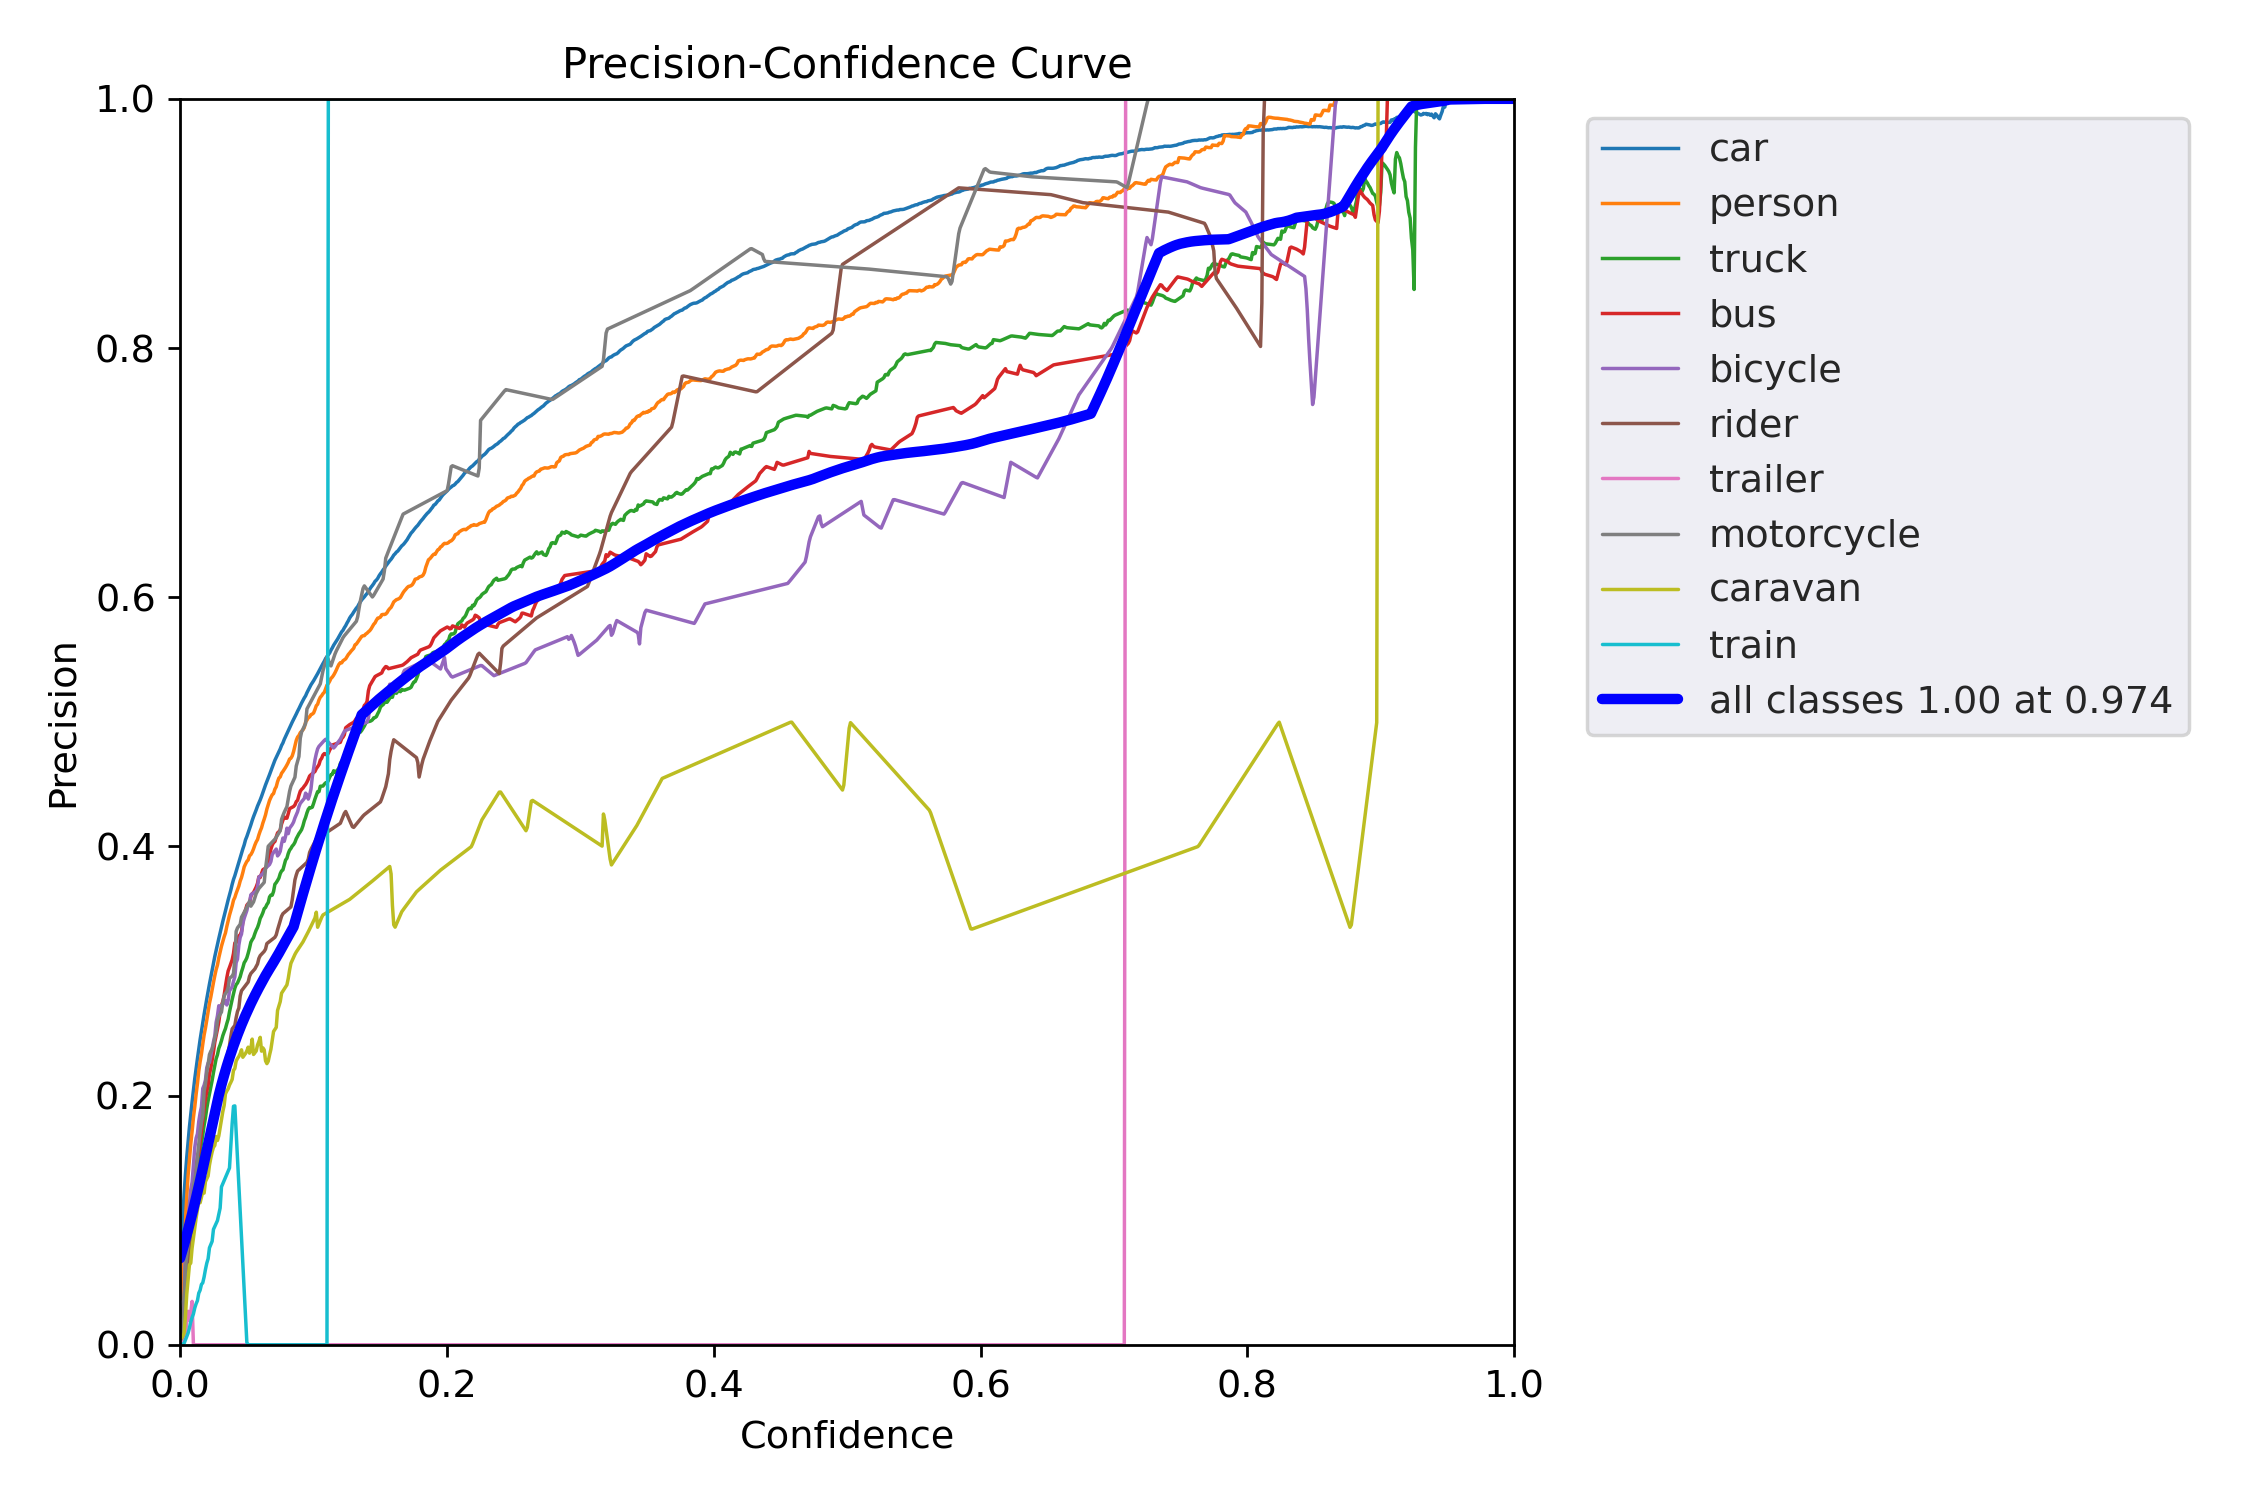 Precision-Confidence Curve
1.0
0.8
0.6
0.4
0.2
0.0
Precision
0.0 0.2 0.4 0.6 0.8 1.0
Confidence
car
person
truck
bus
bicycle
rider
trailer
motorcycle
caravan
train
all classes 1.00 at 0.974